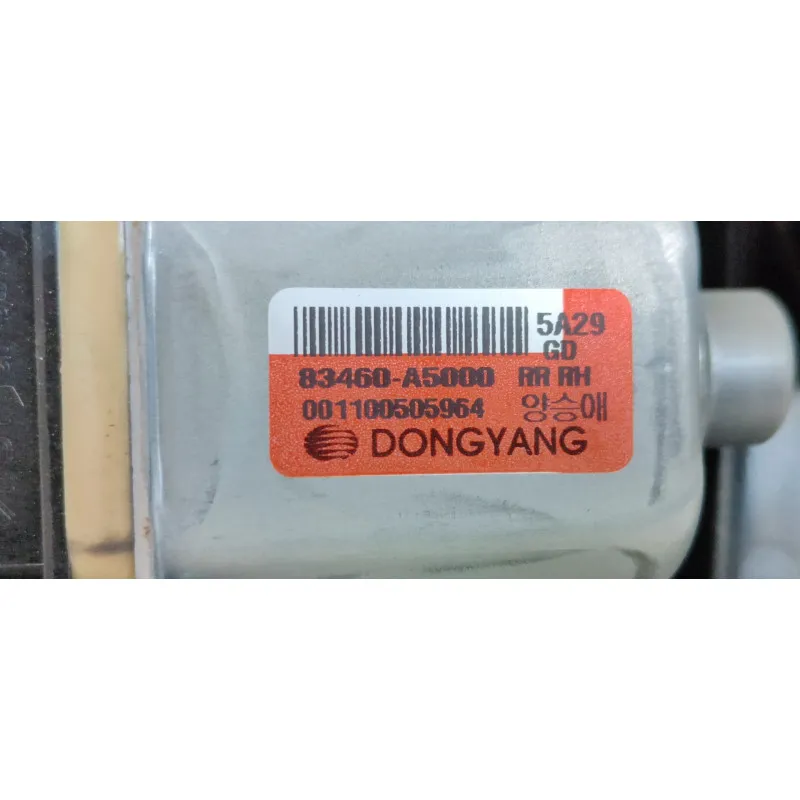 5A29
GD
83460-A5000 RR RH
001100505964 양승애
DONGYANG